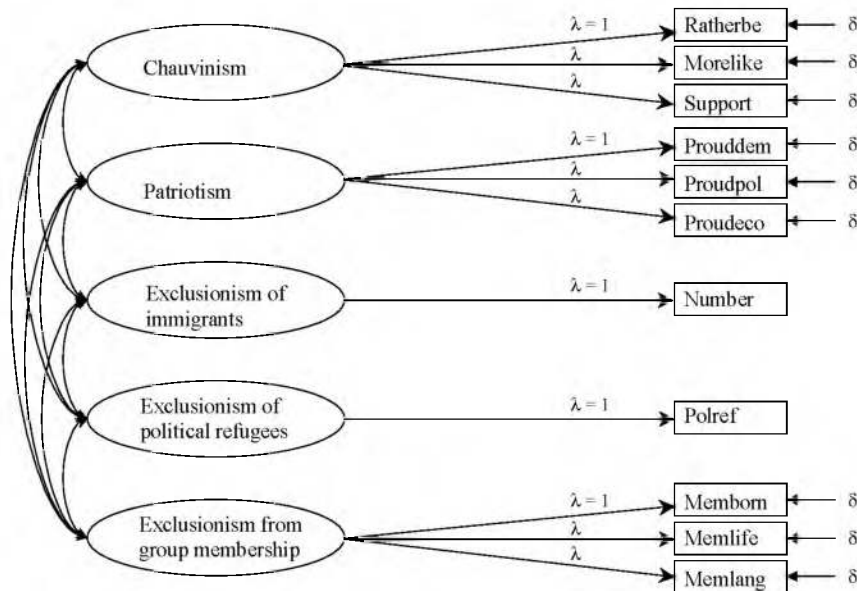 λ = 1
Ratherbe
δ
Chauvinism
λ
Morelike
δ
λ
Support
δ
λ = 1
Prouddem
δ
Patriotism
λ
Proudpol
δ
λ
Proudeco
δ
Exclusionism of
immigrants
λ = 1
Number
Exclusionism of
political refugees
λ = 1
Polref
λ = 1
Memborn
δ
Exclusionism from
group membership
λ
Memlife
δ
λ
Memlang
δ